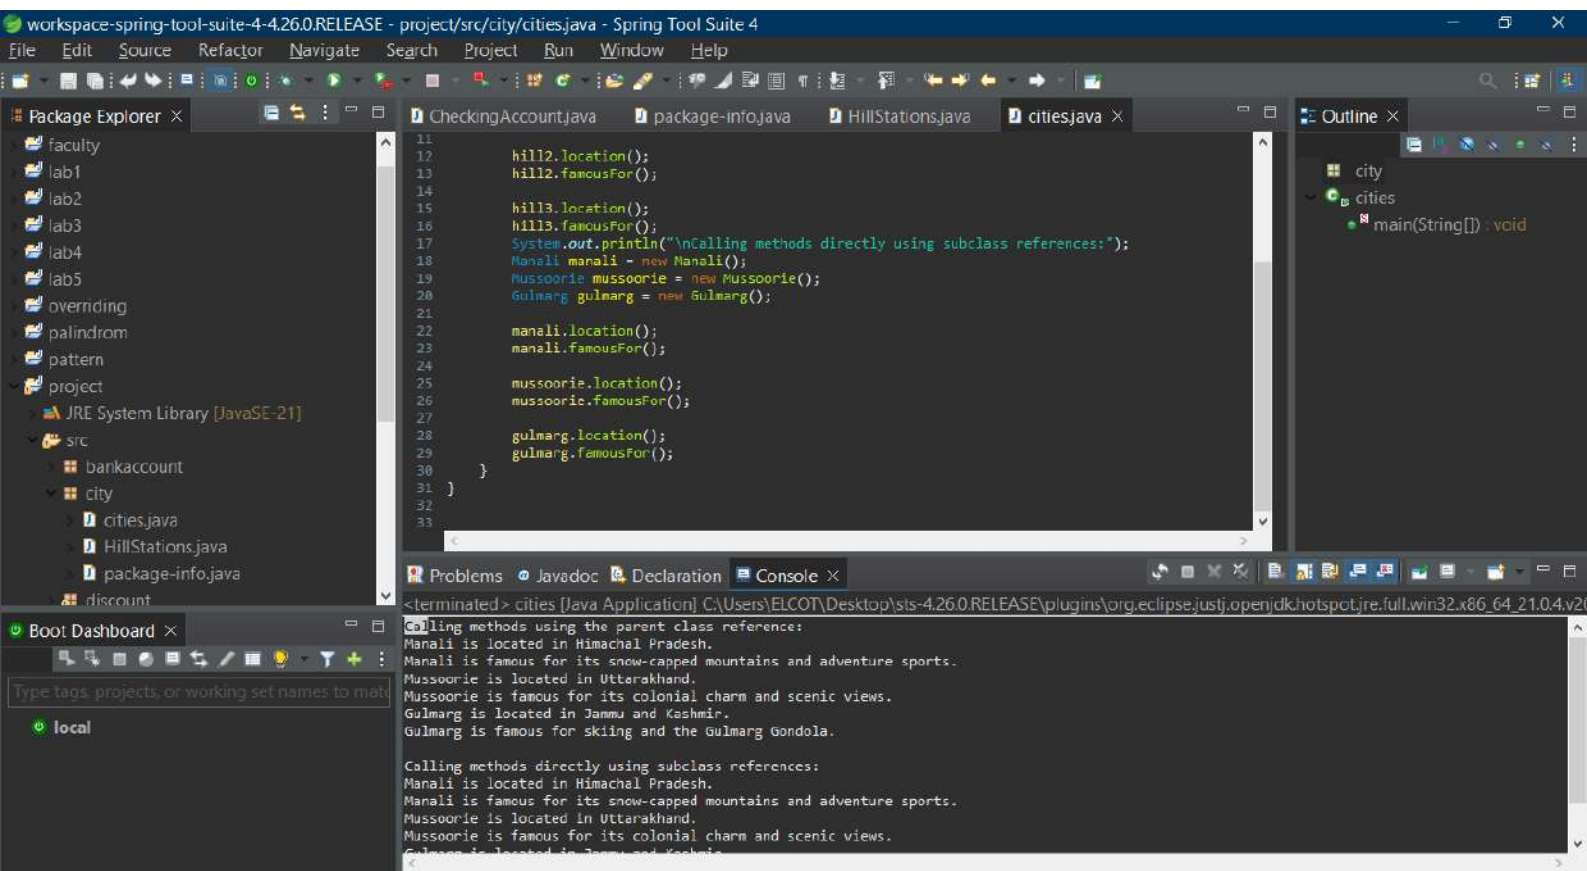 workspace-spring-tool-suite-4-4.26.0.RELEASE - project/src/city/cities.java - Spring Tool Suite 4
File Edit Source Refactor Navigate Search Project Run Window Help
Package Explorer
faculty
lab1
lab2
lab3
lab4
lab5
overriding
palindrom
pattern
project
JRE System Library [JavaSE-21]
src
bankaccount
city
cities.java
HillStations.java
package-info.java
discount
Boot Dashboard
Type tags, projects, or working set names to matc
local
CheckingAccount.java package-info.java HillStations.java cities.java
11
12 hill2.location();
13 hill2.famousFor();
14
15 hill3.location();
16 hill3.famousFor();
17 System.out.println("\nCalling methods directly using subclass references:");
18 Manali manali = new Manali();
19 Mussoorie mussoorie = new Mussoorie();
20 Gulmarg gulmarg = new Gulmarg();
21
22 manali.location();
23 manali.famousFor();
24
25 mussoorie.location();
26 mussoorie.famousFor();
27
28 gulmarg.location();
29 gulmarg.famousFor();
30 }
31 }
32
33
Outline
city
cities
main(String[]) : void
Problems Javadoc Declaration Console
<terminated> cities [Java Application] C:\Users\ELCOT\Desktop\sts-4.26.0.RELEASE\plugins\org.eclipse.justj.openjdk.hotspot.jre.full.win32.x86_64_21.0.4.v20
Calling methods using the parent class reference:
Manali is located in Himachal Pradesh.
Manali is famous for its snow-capped mountains and adventure sports.
Mussoorie is located in Uttarakhand.
Mussoorie is famous for its colonial charm and scenic views.
Gulmarg is located in Jammu and Kashmir.
Gulmarg is famous for skiing and the Gulmarg Gondola.
Calling methods directly using subclass references:
Manali is located in Himachal Pradesh.
Manali is famous for its snow-capped mountains and adventure sports.
Mussoorie is located in Uttarakhand.
Mussoorie is famous for its colonial charm and scenic views.
Gulmarg is located in Jammu and Kashmir.